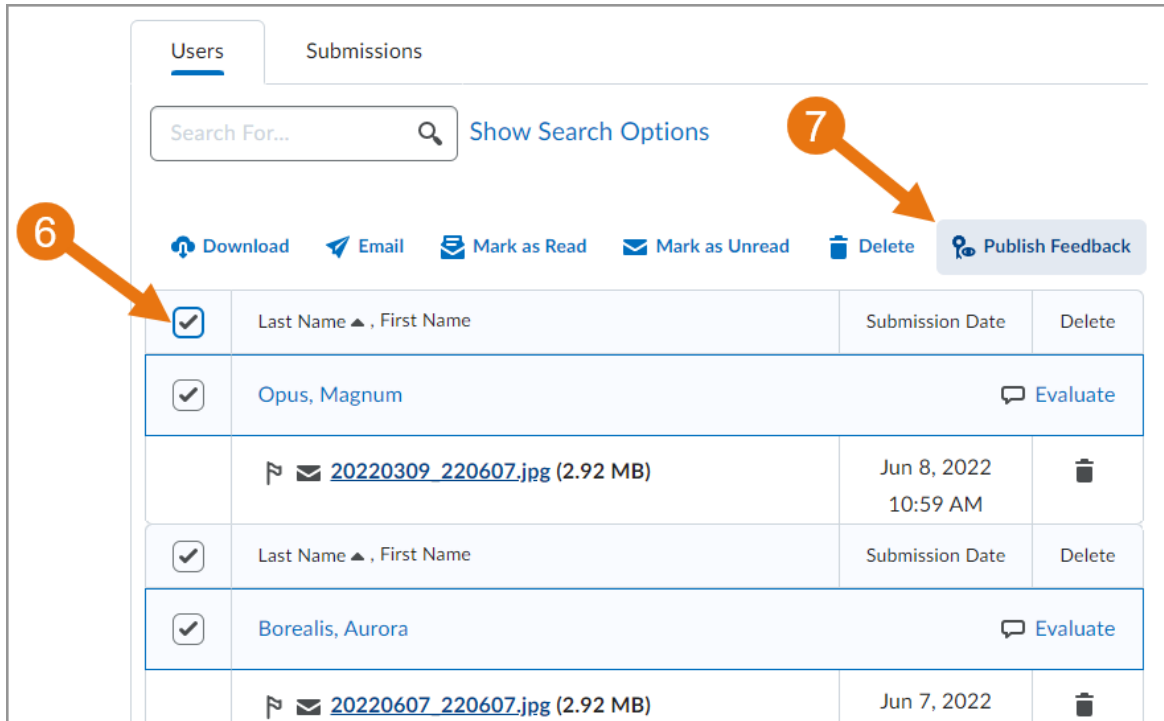 Users Submissions
Search For... Show Search Options
7
6
Download Email Mark as Read Mark as Unread Delete Publish Feedback
Last Name , First Name Submission Date Delete
Opus, Magnum Evaluate
20220309_220607.jpg (2.92 MB) Jun 8, 2022
10:59 AM
Last Name , First Name Submission Date Delete
Borealis, Aurora Evaluate
20220607_220607.jpg (2.92 MB) Jun 7, 2022